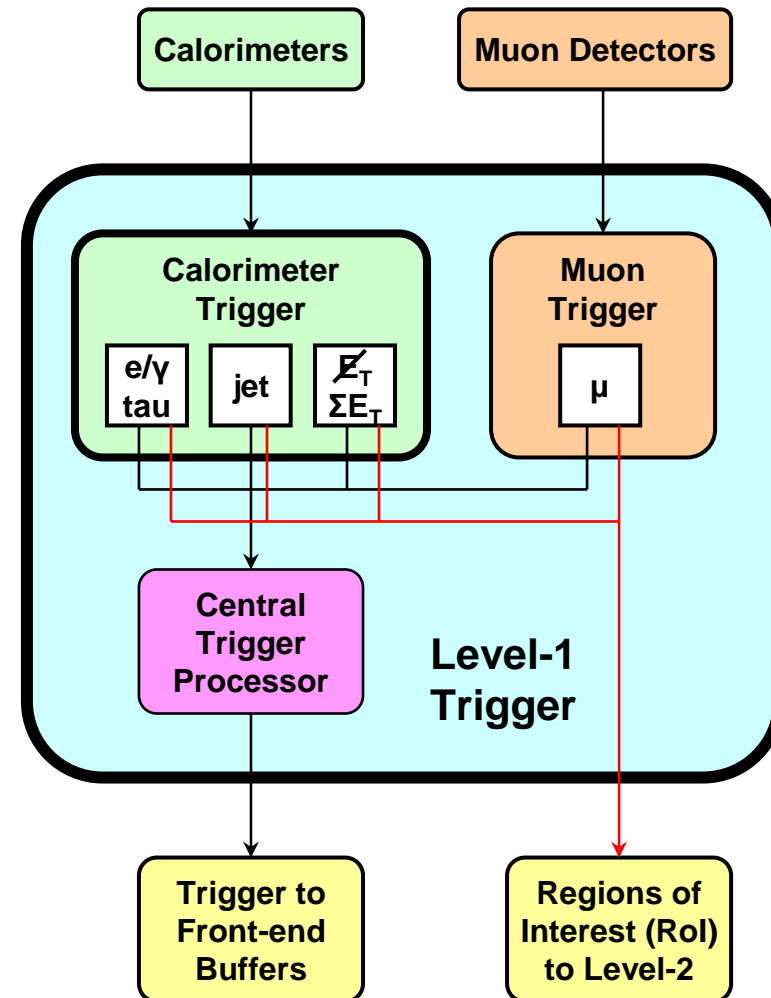 Calorimeters
Muon Detectors
Calorimeter
Trigger
e/γ
tau
jet
E̸T
ΣET
Muon
Trigger
μ
Central
Trigger
Processor
Level-1
Trigger
Trigger to
Front-end
Buffers
Regions of
Interest (RoI)
to Level-2